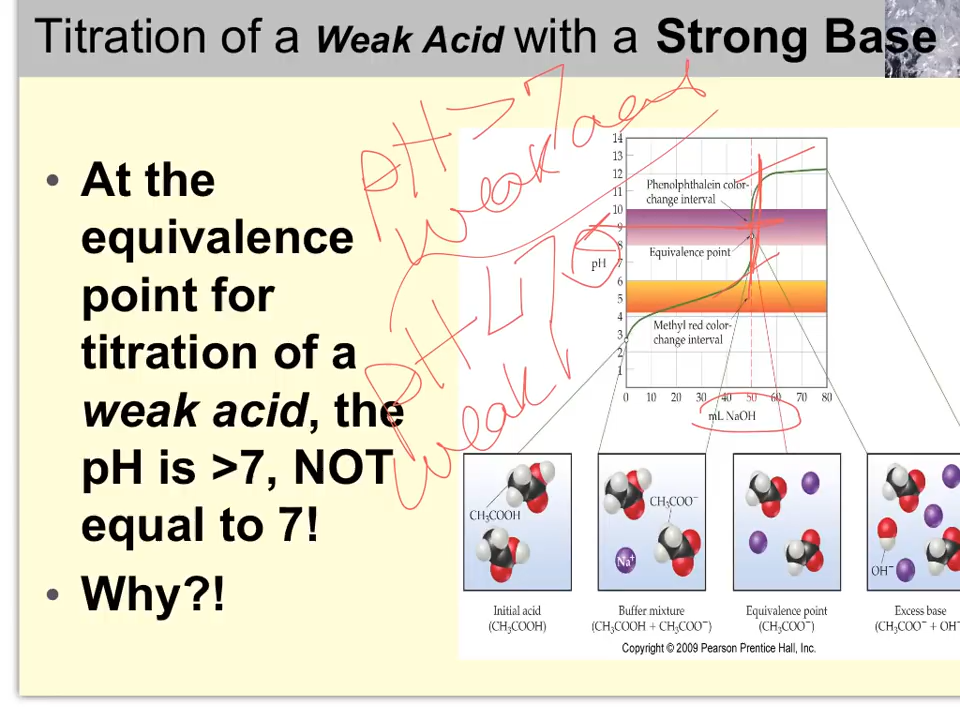 Titration of a Weak Acid with a Strong Base
• At the
equivalence
point for
titration of a
weak acid, the
pH is >7, NOT
equal to 7!
• Why?!
pH > 7
weak acid
weak
14
13
12
11
10
9
8
7
6
5
4
3
2
1
pH
Phenolphthalein color-
change interval
Equivalence point
Methyl red color-
change interval
0 10 20 30 40 50 60 70 80
mL NaOH
CH₃COOH
Na⁺
CH₃COO⁻
OH⁻
Initial acid
(CH₃COOH)
Buffer mixture
(CH₃COOH + CH₃COO⁻)
Equivalence point
(CH₃COO⁻)
Excess base
(CH₃COO⁻ + OH⁻
Copyright © 2009 Pearson Prentice Hall, Inc.